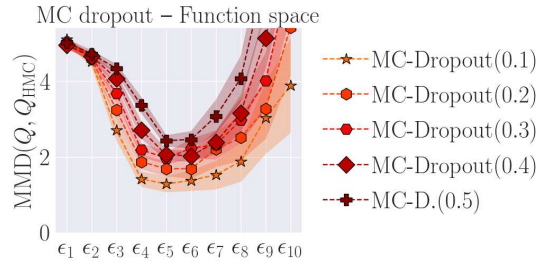 MC dropout – Function space
MMD(Q, Q_HMC)
4
2
0
ϵ₁ ϵ₂ ϵ₃ ϵ₄ ϵ₅ ϵ₆ ϵ₇ ϵ₈ ϵ₉ ϵ₁₀
MC-Dropout(0.1)
MC-Dropout(0.2)
MC-Dropout(0.3)
MC-Dropout(0.4)
MC-D.(0.5)